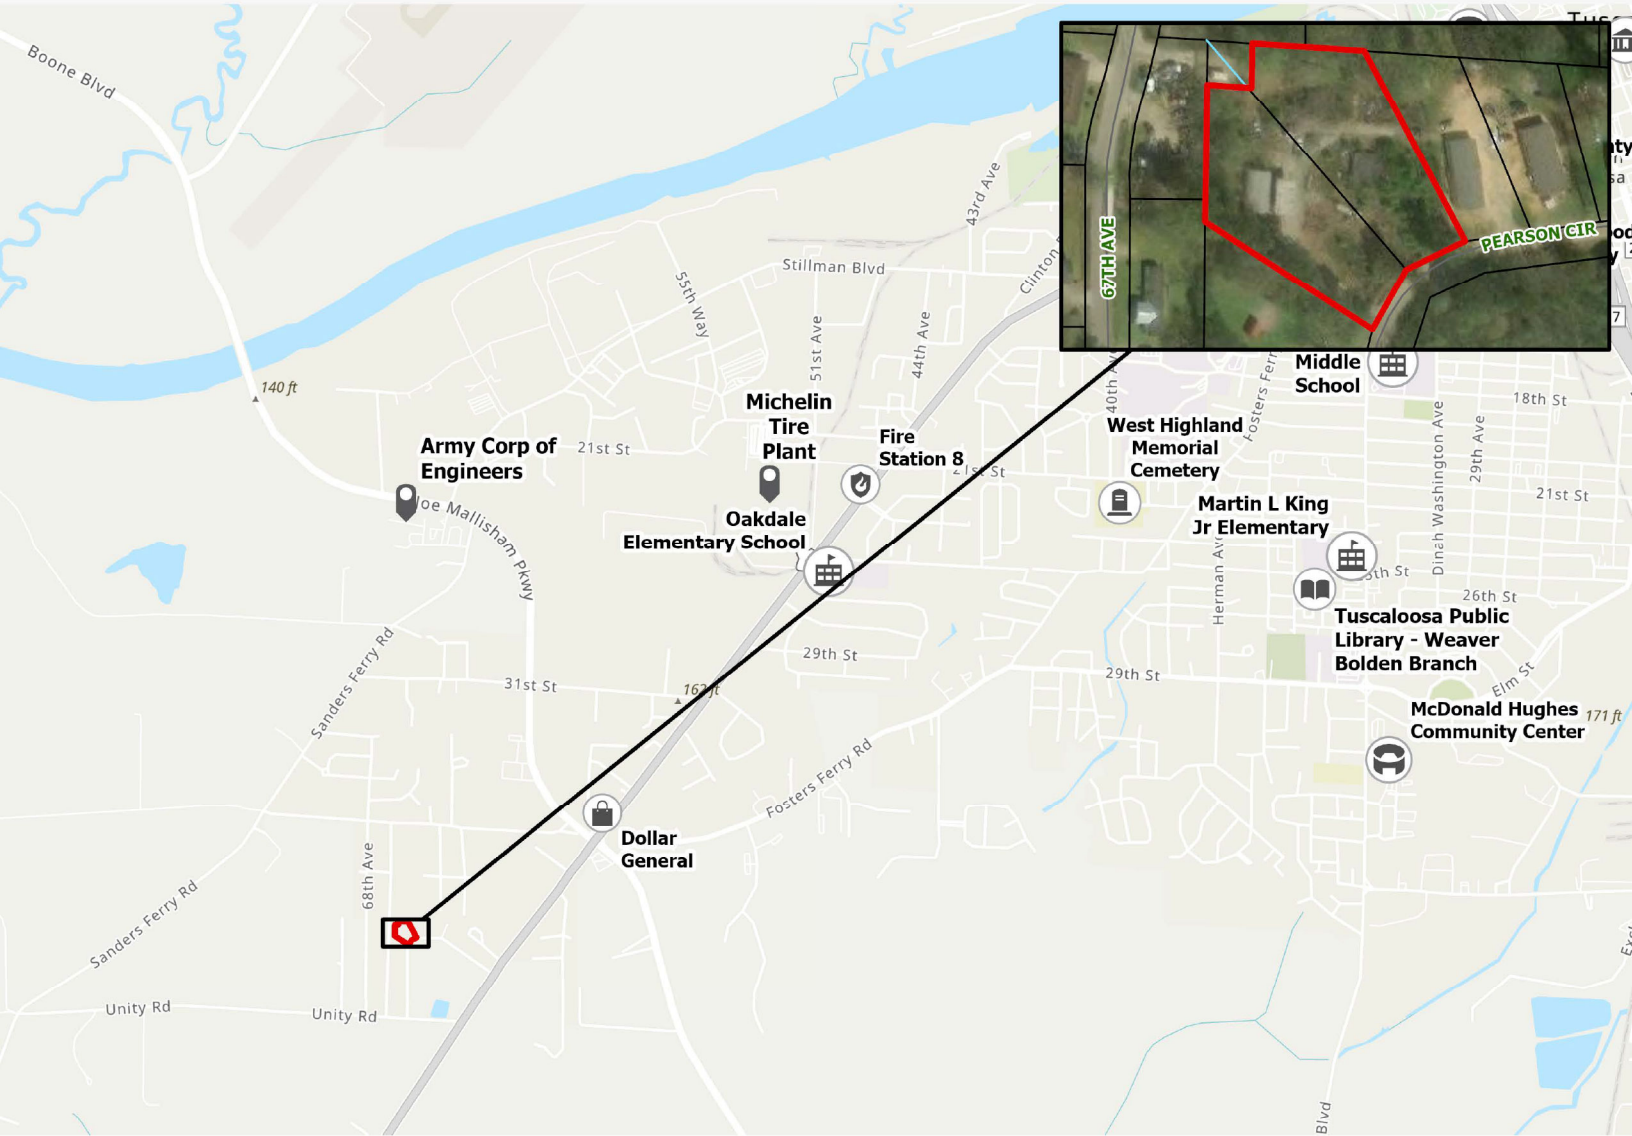 Boone Blvd
67TH AVE
PEARSON CIR
43rd Ave
Stillman Blvd
55th Way
51st Ave
44th Ave
140 ft
Middle
School
18th St
40th
Michelin
Tire
Plant
Fire
Station 8
West Highland
Memorial
Cemetery
Army Corp of
Engineers
21st St
21st St
Dinah Washington Ave
29th Ave
21st St
Joe Mallisham Pkwy
Oakdale
Elementary School
Martin L King
Jr Elementary
Herman Ave
26th St
Tuscaloosa Public
Library - Weaver
Bolden Branch
Sanders Ferry Rd
29th St
29th St
31st St
Elm St
McDonald Hughes
Community Center
171 ft
Fosters Ferry Rd
Dollar
General
68th Ave
Sanders Ferry Rd
Unity Rd
Unity Rd
Blvd